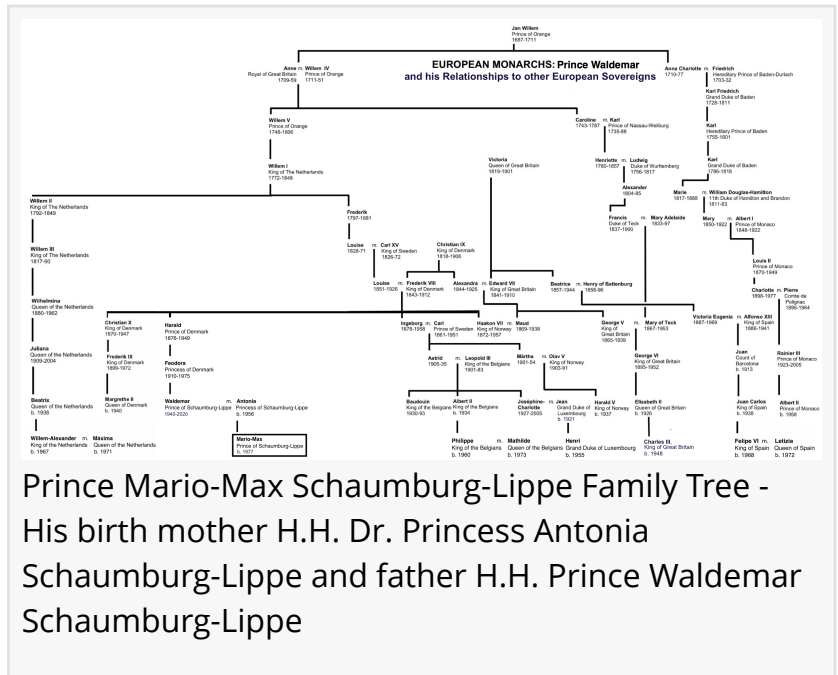 Jan Willem
Prince of Orange
1687-1711
EUROPEAN MONARCHS: Prince Waldemar
and his Relationships to other European Sovereigns
Anne m. Willem IV
Royal of Great Britain Prince of Orange
1709-59 1711-51
Anna Charlotte m. Friedrich
1710-77 Hereditary Prince of Baden-Durlach
1703-32
Karl Friedrich
Grand Duke of Baden
1728-1811
Willem V
Prince of Orange
1748-1806
Caroline m. Karl
1743-1787 Prince of Nassau-Weilburg
1735-88
Karl
Hereditary Prince of Baden
1755-1801
Willem I
King of The Netherlands
1772-1848
Victoria
Queen of Great Britain
1819-1901
Henriette m. Ludwig
1780-1857 Duke of Wurttemberg
1756-1817
Karl
Grand Duke of Baden
1786-1818
Alexander
1804-85
Marie m. William Douglas-Hamilton
1817-1888 11th Duke of Hamilton and Brandon
1811-63
Willem II
King of The Netherlands
1792-1849
Frederik
1797-1881
Francis m. Mary Adelaide
Duke of Teck 1833-97
1837-1900
Mary m. Albert I
1850-1922 Prince of Monaco
1848-1922
Willem III
King of The Netherlands
1817-90
Louise m. Carl XV
1828-71 King of Sweden
1826-72
Christian IX
King of Denmark
1818-1906
Louis II
Prince of Monaco
1870-1949
Louise m. Frederik VIII
1851-1926 King of Denmark
1843-1912
Alexandra m. Edward VII
1844-1925 King of Great Britain
1841-1910
Beatrice m. Henry of Battenburg
1857-1944 1858-96
Charlotte m. Pierre
1898-1977 Comte de
Polignac
1895-1964
Wilhelmina
Queen of the Netherlands
1880-1962
Christian X
King of Denmark
1870-1947
Harald
Prince of Denmark
1876-1949
Ingeborg m. Carl
1878-1958 Prince of Sweden
1861-1951
Haakon VII m. Maud
King of Norway 1869-1938
1872-1957
George V m. Mary of Teck
King of 1867-1953
Great Britain
1865-1939
Victoria Eugenia m. Alfonso XIII
1887-1969 King of Spain
1886-1941
Juliana
Queen of the Netherlands
1909-2004
Frederik IX
King of Denmark
1899-1972
Feodora
Princess of Denmark
1910-1975
Astrid m. Leopold III
1905-35 King of the Belgians
1901-83
Märtha m. Olav V
1901-54 King of Norway
1903-91
George VI
King of Great Britain
1895-1952
Juan
Count of
Barcelona
b. 1913
Rainier III
Prince of Monaco
1923-2005
Beatrix
Queen of the Netherlands
b. 1938
Margrethe II
Queen of Denmark
b. 1940
Waldemar m. Antonia
Prince of Schaumburg-Lippe Princess of Schaumburg-Lippe
1940-2020 b. 1956
Baudouin
King of the Belgians
1930-93
Albert II
King of the Belgians
b. 1934
Joséphine- m. Jean
Charlotte Grand Duke of
1927-2005 Luxembourg
b. 1921
Harald V
King of Norway
b. 1937
Elizabeth II
Queen of Great Britain
b. 1926
Juan Carlos
King of Spain
b. 1938
Albert II
Prince of Monaco
b. 1958
Willem-Alexander m. Máxima
King of the Netherlands Queen of the Netherlands
b. 1967 b. 1971
Mario-Max
Prince of Schaumburg-Lippe
b. 1977
Philippe m. Mathilde
King of the Belgians Queen of the Belgians
b. 1960 b. 1973
Henri
Grand Duke of Luxembourg
b. 1955
Charles III.
King of Great Britain
b. 1948
Felipe VI m. Letizia
King of Spain Queen of Spain
b. 1968 b. 1972
Prince Mario-Max Schaumburg-Lippe Family Tree -
His birth mother H.H. Dr. Princess Antonia
Schaumburg-Lippe and father H.H. Prince Waldemar
Schaumburg-Lippe